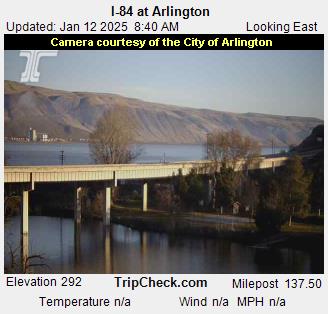 I-84 at Arlington
Updated: Jan 12 2025 8:40 AM Looking East
Camera courtesy of the City of Arlington
Elevation 292 TripCheck.com Milepost 137.50
Temperature n/a Wind n/a MPH n/a